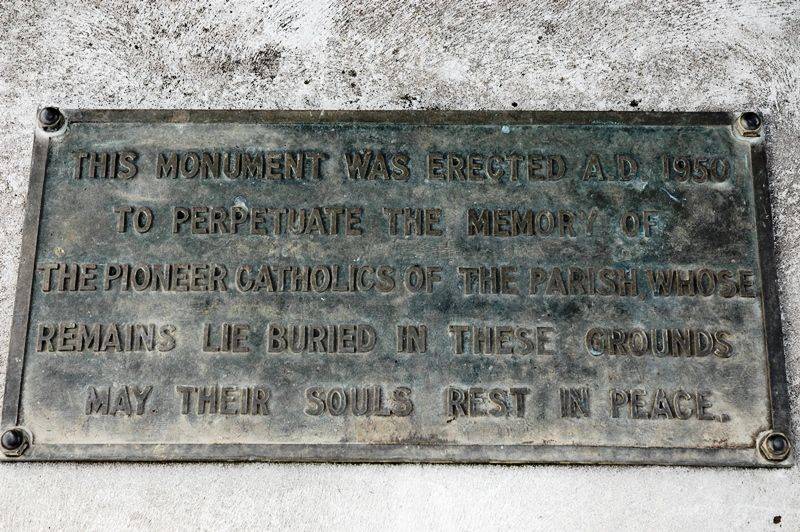 THIS MONUMENT WAS ERECTED A.D. 1950
TO PERPETUATE THE MEMORY OF
THE PIONEER CATHOLICS OF THE PARISH, WHOSE
REMAINS LIE BURIED IN THESE GROUNDS
MAY. THEIR SOULS REST IN PEACE.